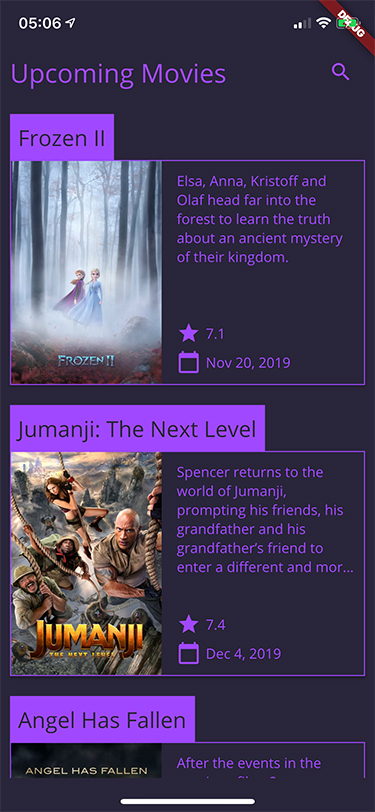 05:06
DEBUG
Upcoming Movies
Frozen II
FROZEN II
Elsa, Anna, Kristoff and
Olaf head far into the
forest to learn the truth
about an ancient mystery
of their kingdom.
7.1
Nov 20, 2019
Jumanji: The Next Level
JUMANJI
THE NEXT LEVEL
Spencer returns to the
world of Jumanji,
prompting his friends, his
grandfather and his
grandfather’s friend to
enter a different and mor...
7.4
Dec 4, 2019
Angel Has Fallen
ANGEL HAS FALLEN
After the events in the